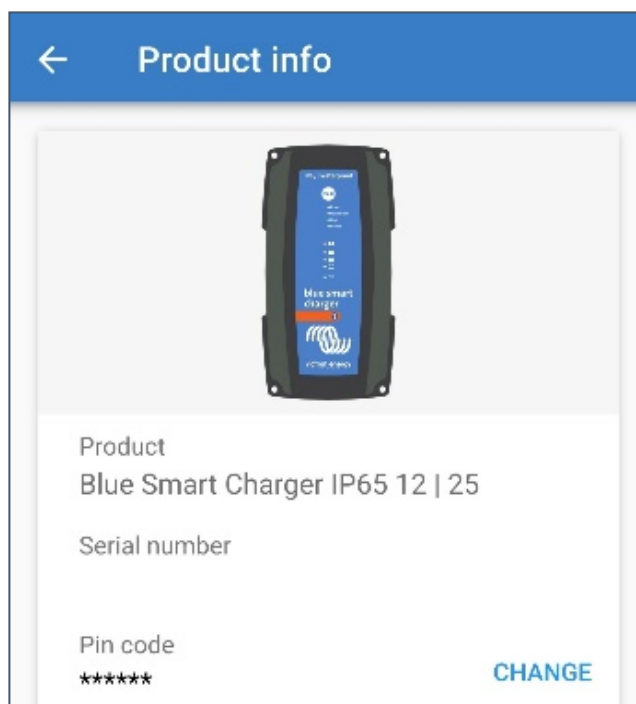 Product info
blue smart
charger
Product
Blue Smart Charger IP65 12 | 25
Serial number
Pin code
******
CHANGE